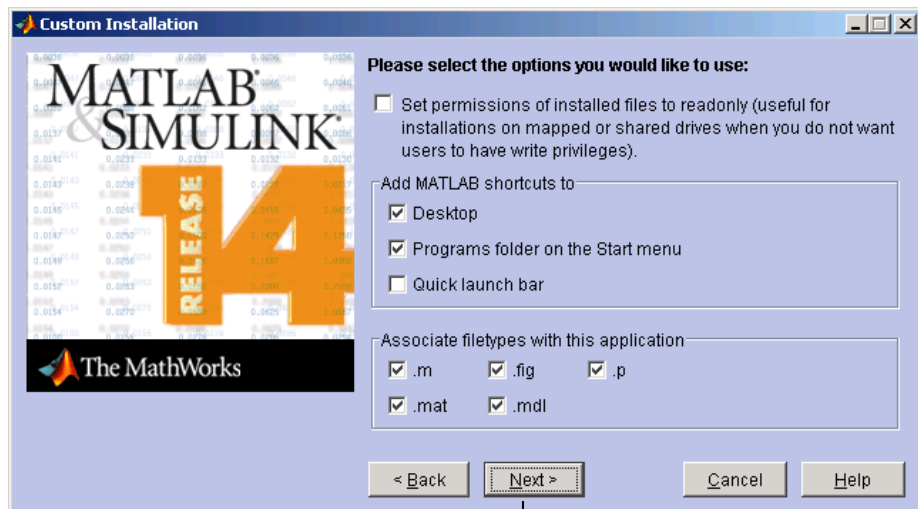 Custom Installation
MATLAB®
& SIMULINK®
RELEASE
14
The MathWorks
Please select the options you would like to use:
Set permissions of installed files to readonly (useful for
installations on mapped or shared drives when you do not want
users to have write privileges).
Add MATLAB shortcuts to
Desktop
Programs folder on the Start menu
Quick launch bar
Associate filetypes with this application
.m .fig .p
.mat .mdl
< Back Next > Cancel Help